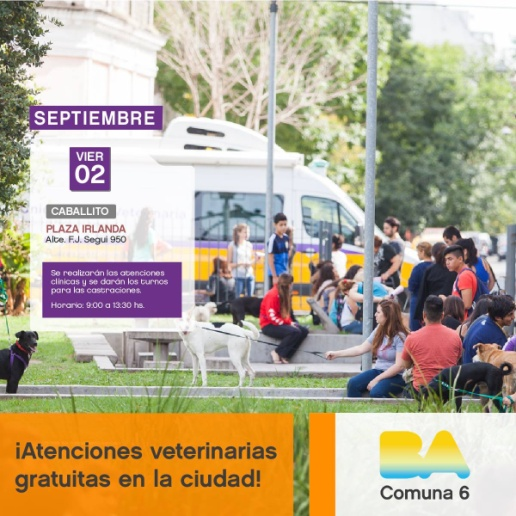 SEPTIEMBRE
VIER
02
CABALLITO
PLAZA IRLANDA
Alte. F.J. Segui 950
Se realizarán las atenciones
clínicas y se darán los turnos
para las castraciones.
Horario: 9:00 a 13:30 hs.
¡Atenciones veterinarias
gratuitas en la ciudad!
BA
Comuna 6